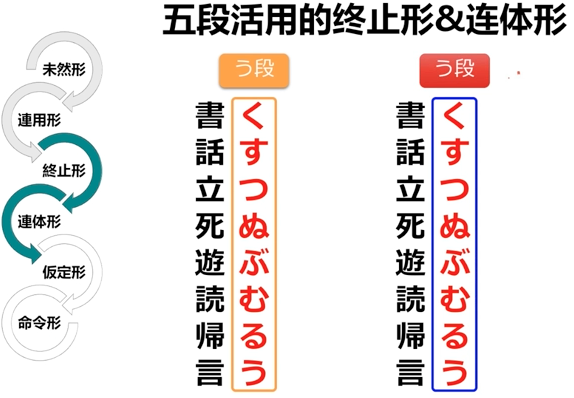 五段活用的终止形&连体形
未然形
連用形
終止形
連体形
仮定形
命令形
う段
書く
話す
立つ
死ぬ
遊ぶ
読む
帰る
言う
う段
書く
話す
立つ
死ぬ
遊ぶ
読む
帰る
言う